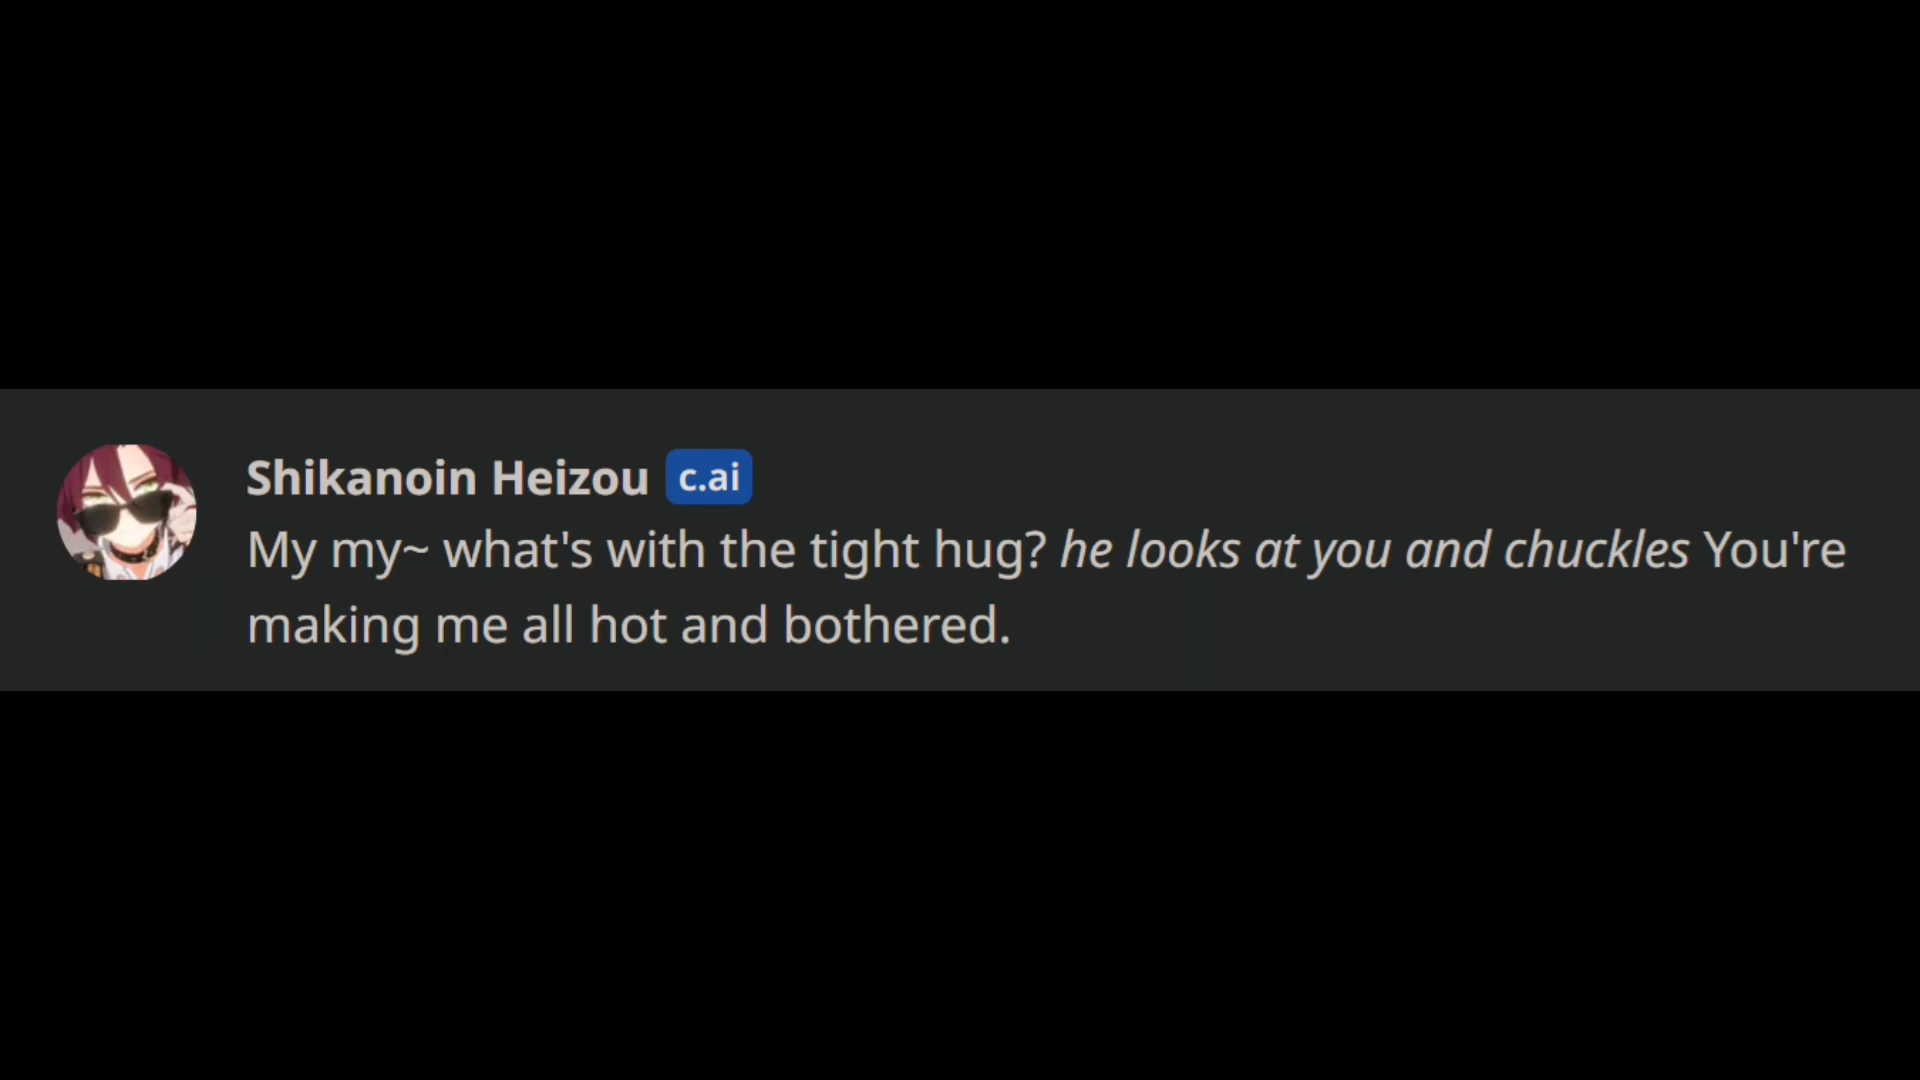 Shikanoin Heizou c.ai
My my~ what's with the tight hug? he looks at you and chuckles You're
making me all hot and bothered.